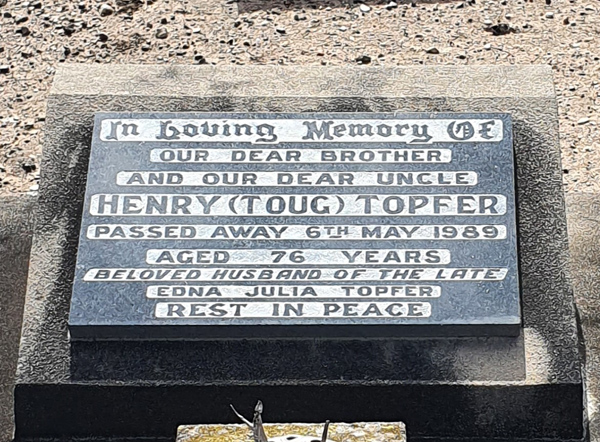 In Loving Memory Of
OUR DEAR BROTHER
AND OUR DEAR UNCLE
HENRY (TOUG) TOPFER
PASSED AWAY 6TH MAY 1989
AGED 76 YEARS
BELOVED HUSBAND OF THE LATE
EDNA JULIA TOPFER
REST IN PEACE